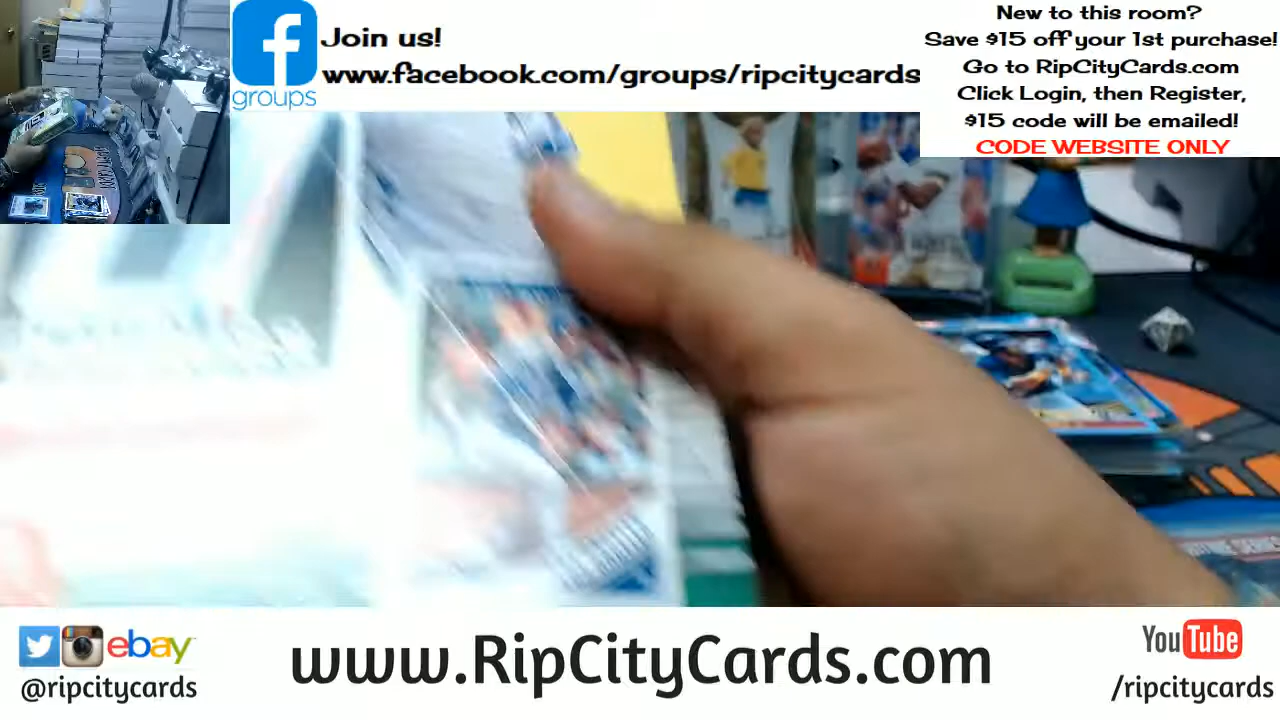 Join us!
www.facebook.com/groups/ripcitycards
groups
New to this room?
Save $15 off your 1st purchase!
Go to RipCityCards.com
Click Login, then Register,
$15 code will be emailed!
CODE WEBSITE ONLY
ebay
@ripcitycards
www.RipCityCards.com
YouTube
/ripcitycards